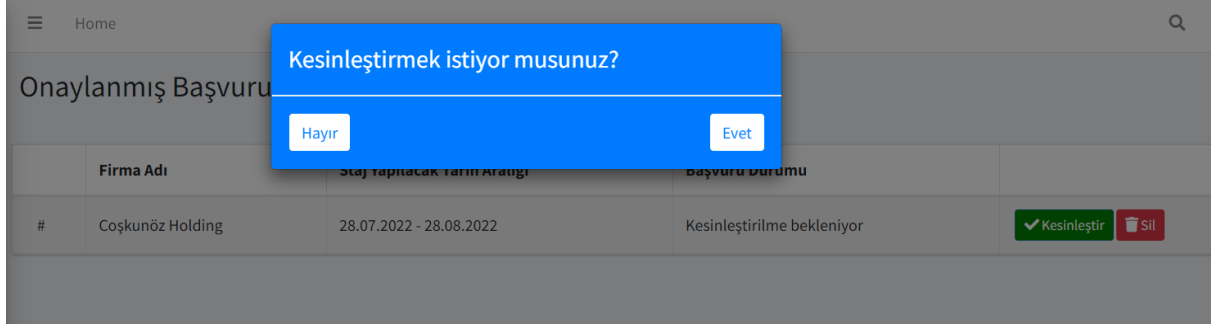 Home
Kesinleştirmek istiyor musunuz?
Onaylanmış Başvuru
Hayır
Evet
Firma Adı
Staj Yapılacak Tarih Aralığı
Başvuru Durumu
#
Coşkunöz Holding
28.07.2022 - 28.08.2022
Kesinleştirilme bekleniyor
Kesinleştir
Sil